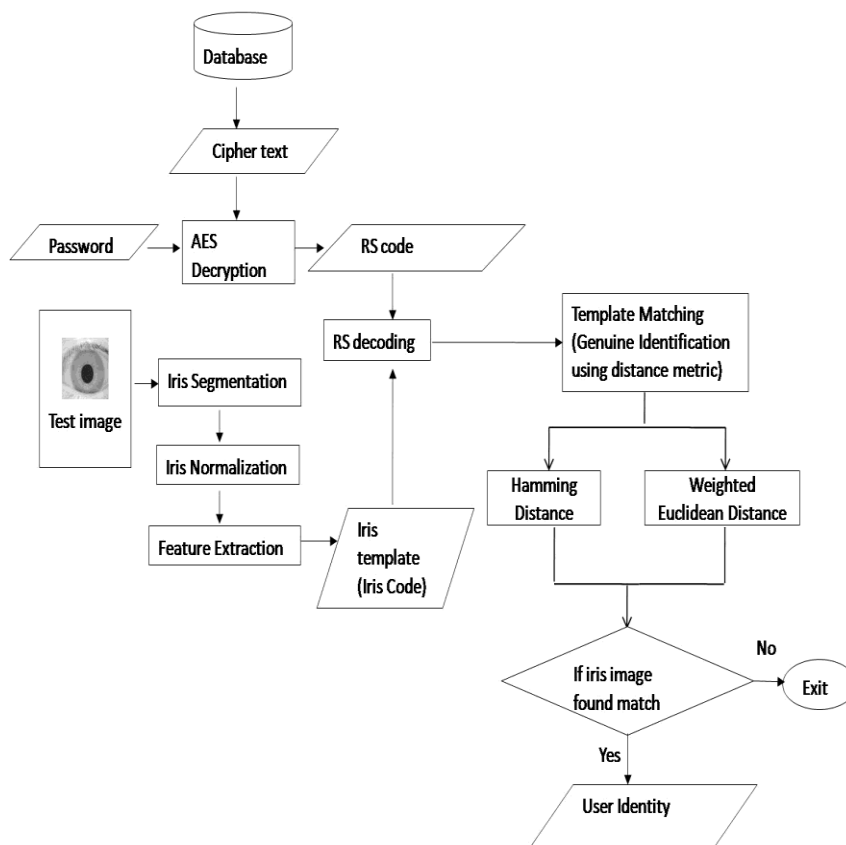 Database
Cipher text
Password
AES
Decryption
RS code
Test image
Iris Segmentation
Iris Normalization
Feature Extraction
Iris
template
(Iris Code)
RS decoding
Template Matching
(Genuine Identification
using distance metric)
Hamming
Distance
Weighted
Euclidean Distance
If iris image
found match
No
Exit
Yes
User Identity